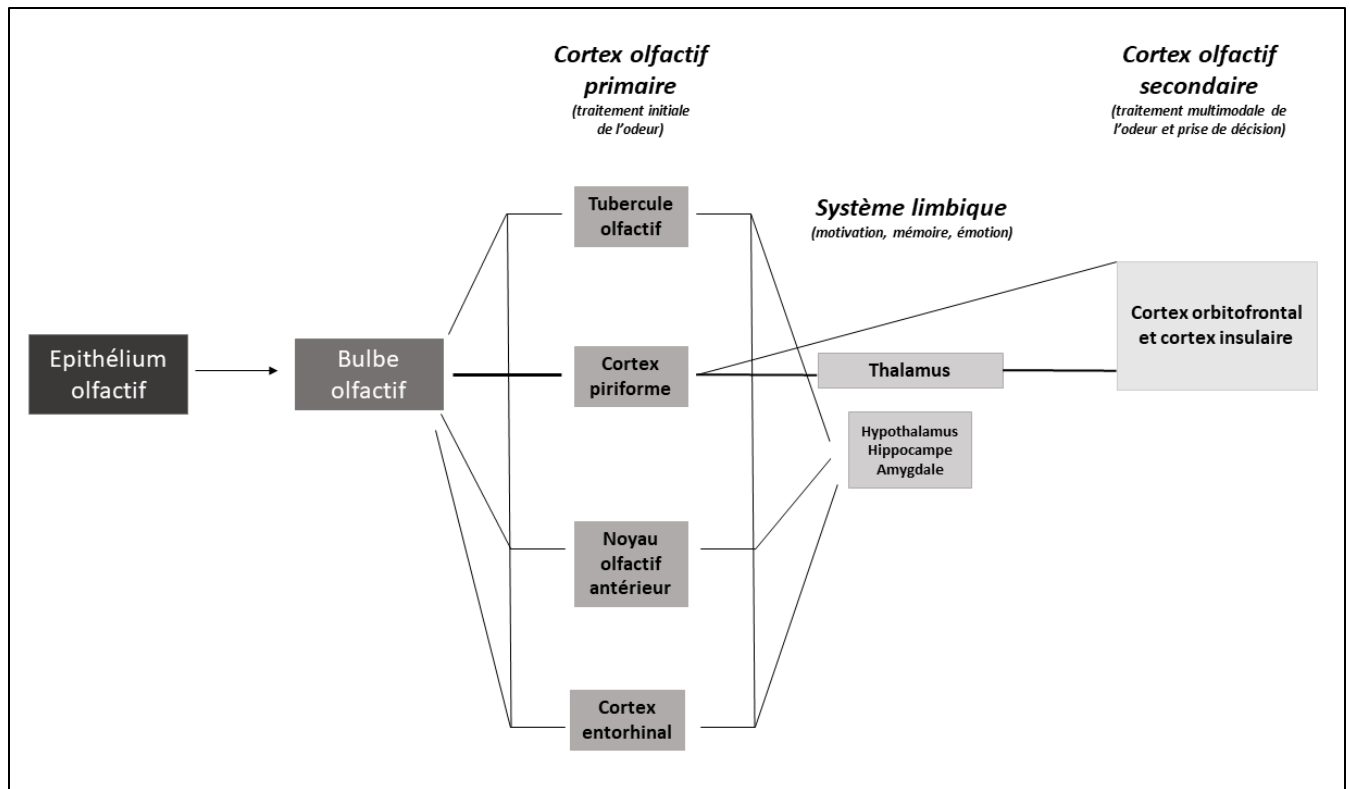 Cortex olfactif
primaire
(traitement initiale
de l'odeur)
Cortex olfactif
secondaire
(traitement multimodale de
l'odeur et prise de décision)
Tubercule
olfactif
Système limbique
(motivation, mémoire, émotion)
Epithélium
olfactif
Bulbe
olfactif
Cortex
piriforme
Thalamus
Cortex orbitofrontal
et cortex insulaire
Hypothalamus
Hippocampe
Amygdale
Noyau
olfactif
antérieur
Cortex
entorhinal